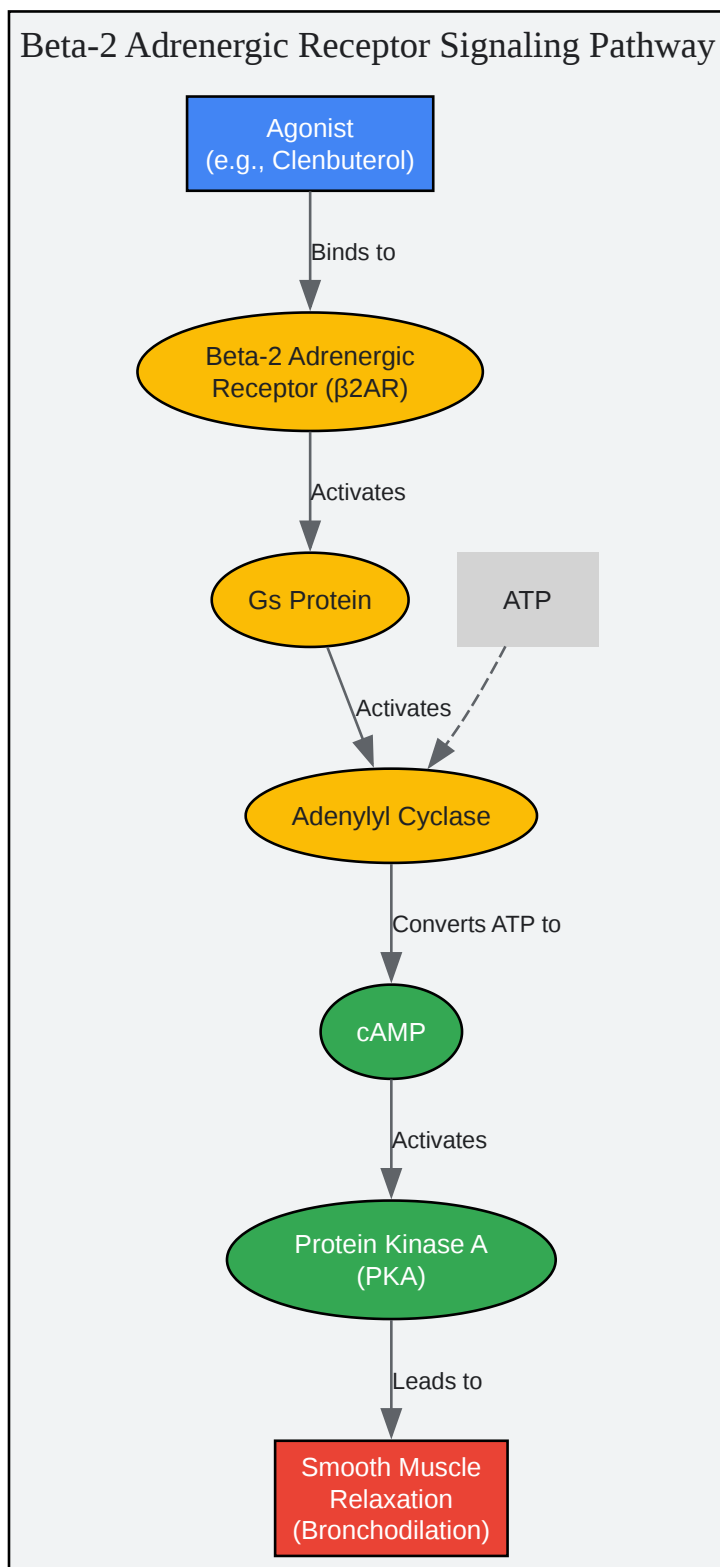 Beta-2 Adrenergic Receptor Signaling Pathway
Agonist
(e.g., Clenbuterol)
Binds to
Beta-2 Adrenergic
Receptor (β2AR)
Activates
Gs Protein
ATP
Activates
Adenylyl Cyclase
Converts ATP to
cAMP
Activates
Protein Kinase A
(PKA)
Leads to
Smooth Muscle
Relaxation
(Bronchodilation)